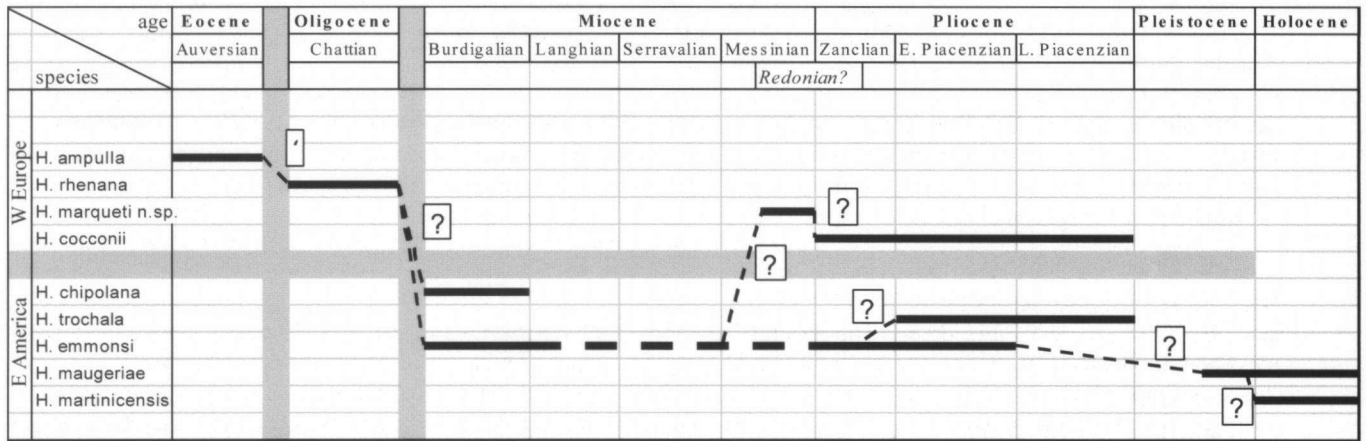 age Eocene Oligocene Miocene Pliocene Pleistocene Holocene
Auversian Chattian Burdigalian Langhian Serravalian Messinian Zanclian E. Piacenzian L. Piacenzian
species Redonian?
W Europe
H. ampulla
H. rhenana
H. marqueti n.sp. ? ?
H. cocconii
?
E America
H. chipolana
H. trochala ?
H. emmonsi ?
H. maugeriae
H. martinicensis ?